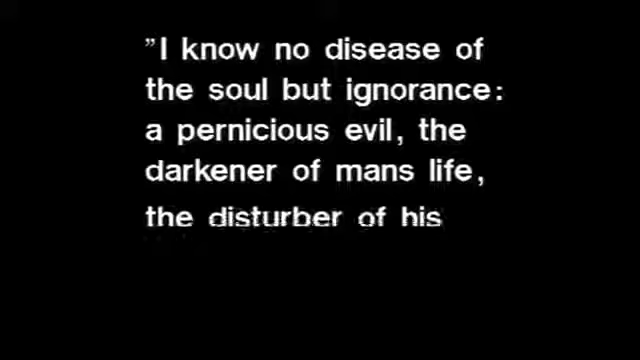 ”I know no disease of
the soul but ignorance:
a pernicious evil, the
darkener of mans life,
the disturber of his